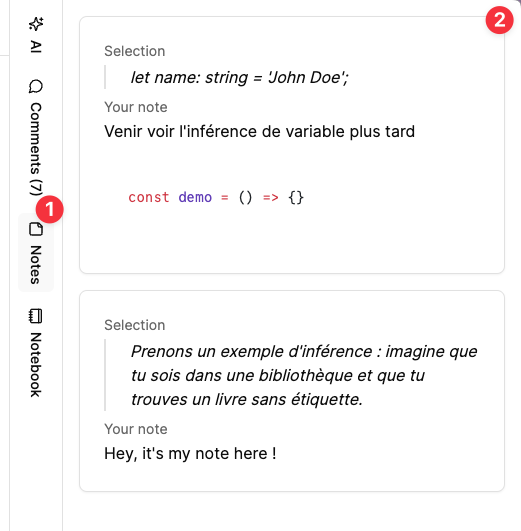 AI
Comments (7)
1
Notes
Notebook
2
Selection
let name: string = 'John Doe';
Your note
Venir voir l'inférence de variable plus tard
const demo = () => {}
Selection
Prenons un exemple d'inférence : imagine que
tu sois dans une bibliothèque et que tu
trouves un livre sans étiquette.
Your note
Hey, it's my note here !